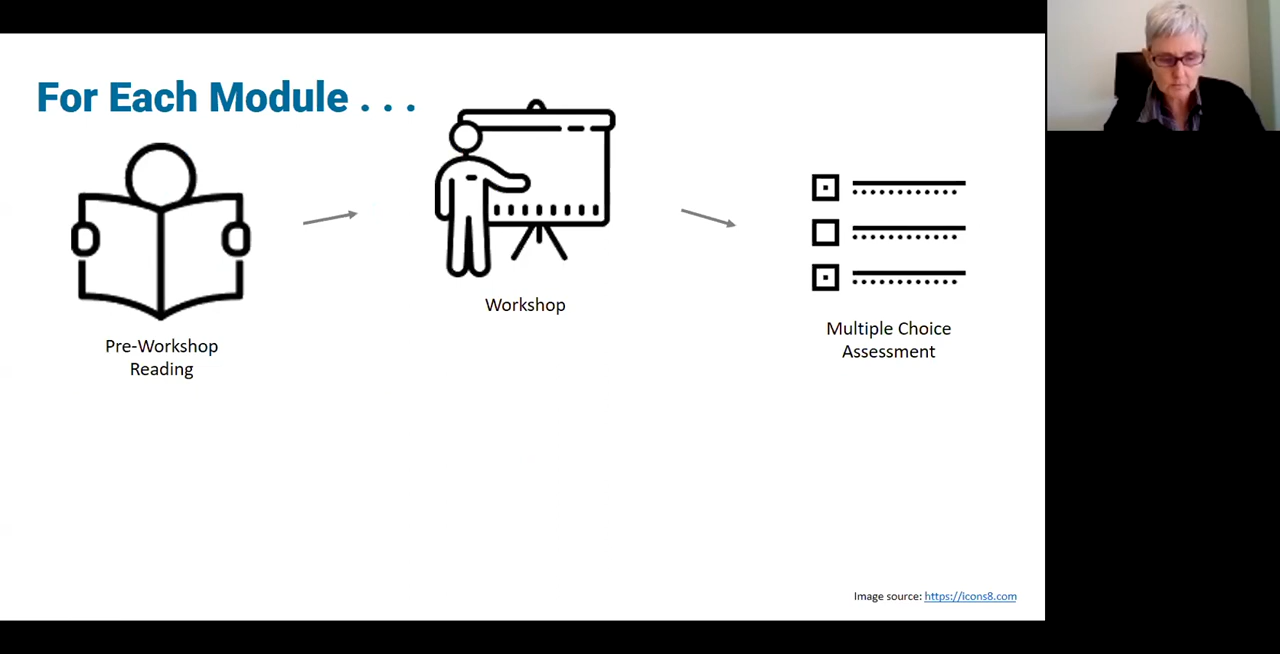 For Each Module . . .
Pre-Workshop
Reading
Workshop
Multiple Choice
Assessment
Image source: https://icons8.com